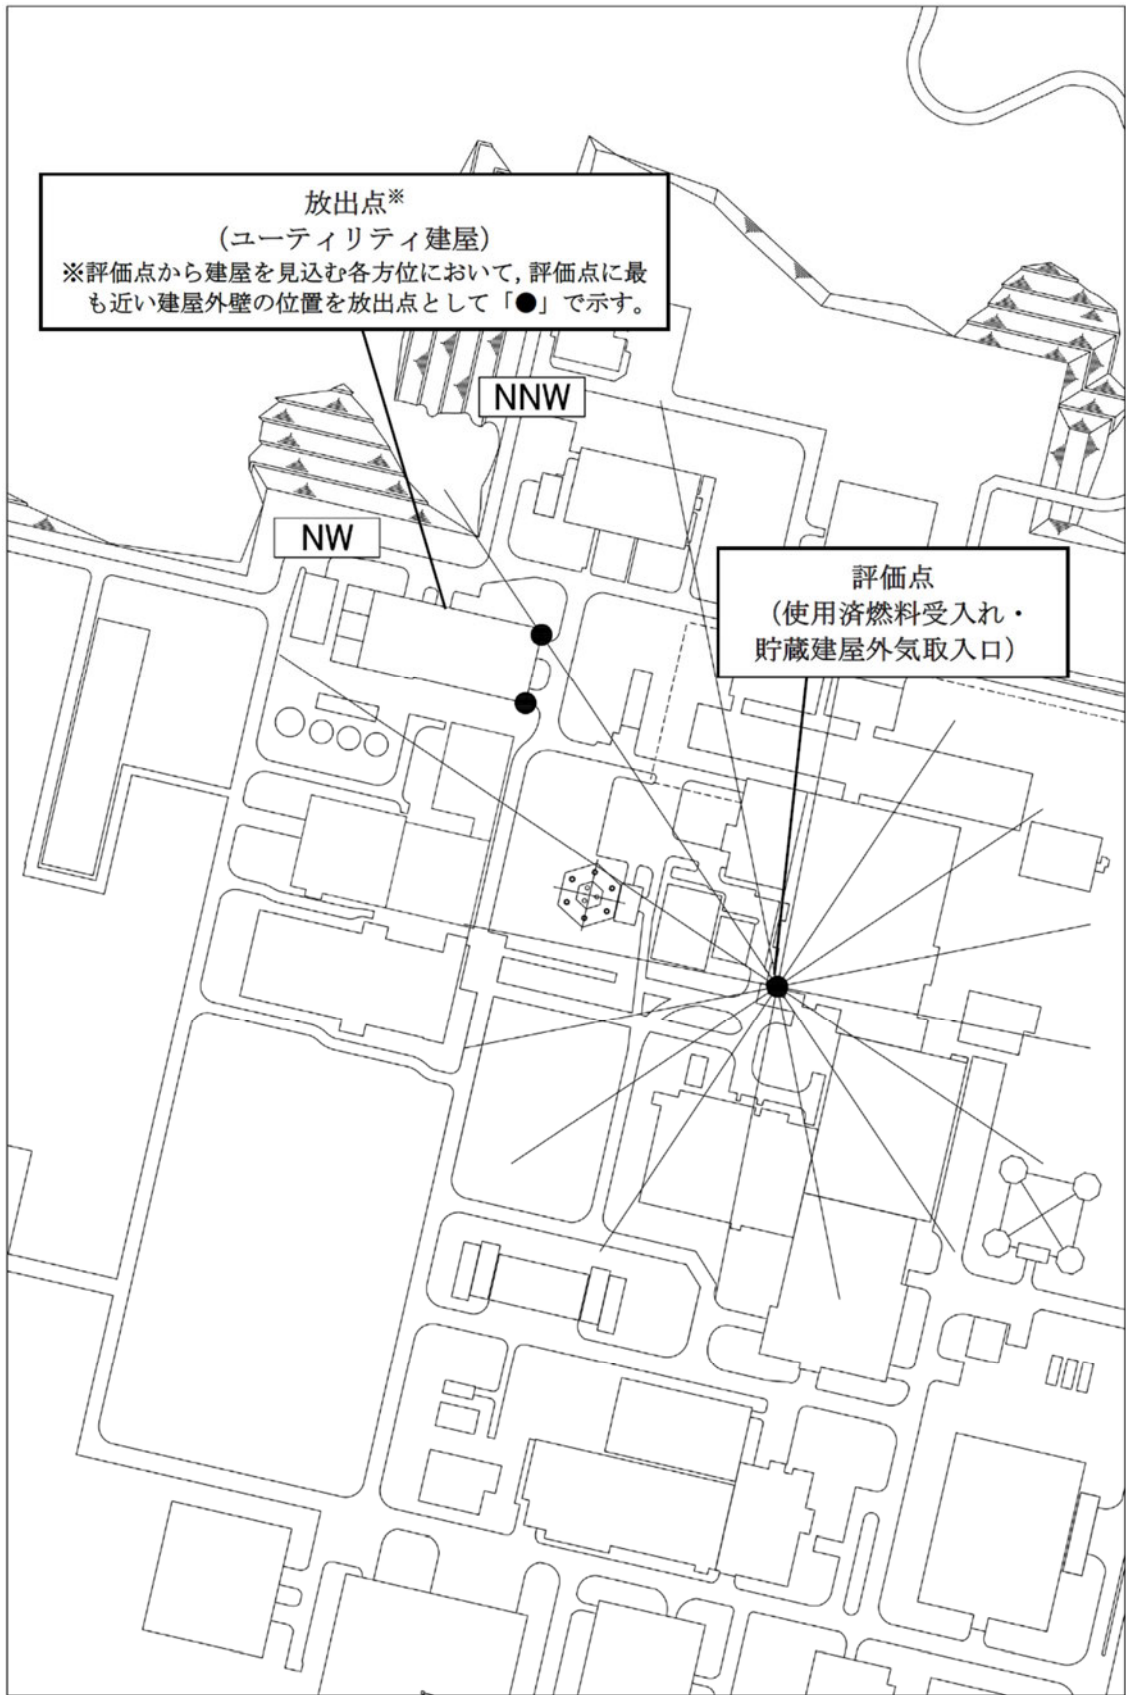 放出点※
（ユーティリティ建屋）
※評価点から建屋を見込む各方位において，評価点に最
も近い建屋外壁の位置を放出点として「●」で示す。
NNW
NW
評価点
（使用済燃料受入れ・
貯蔵建屋外気取入口）